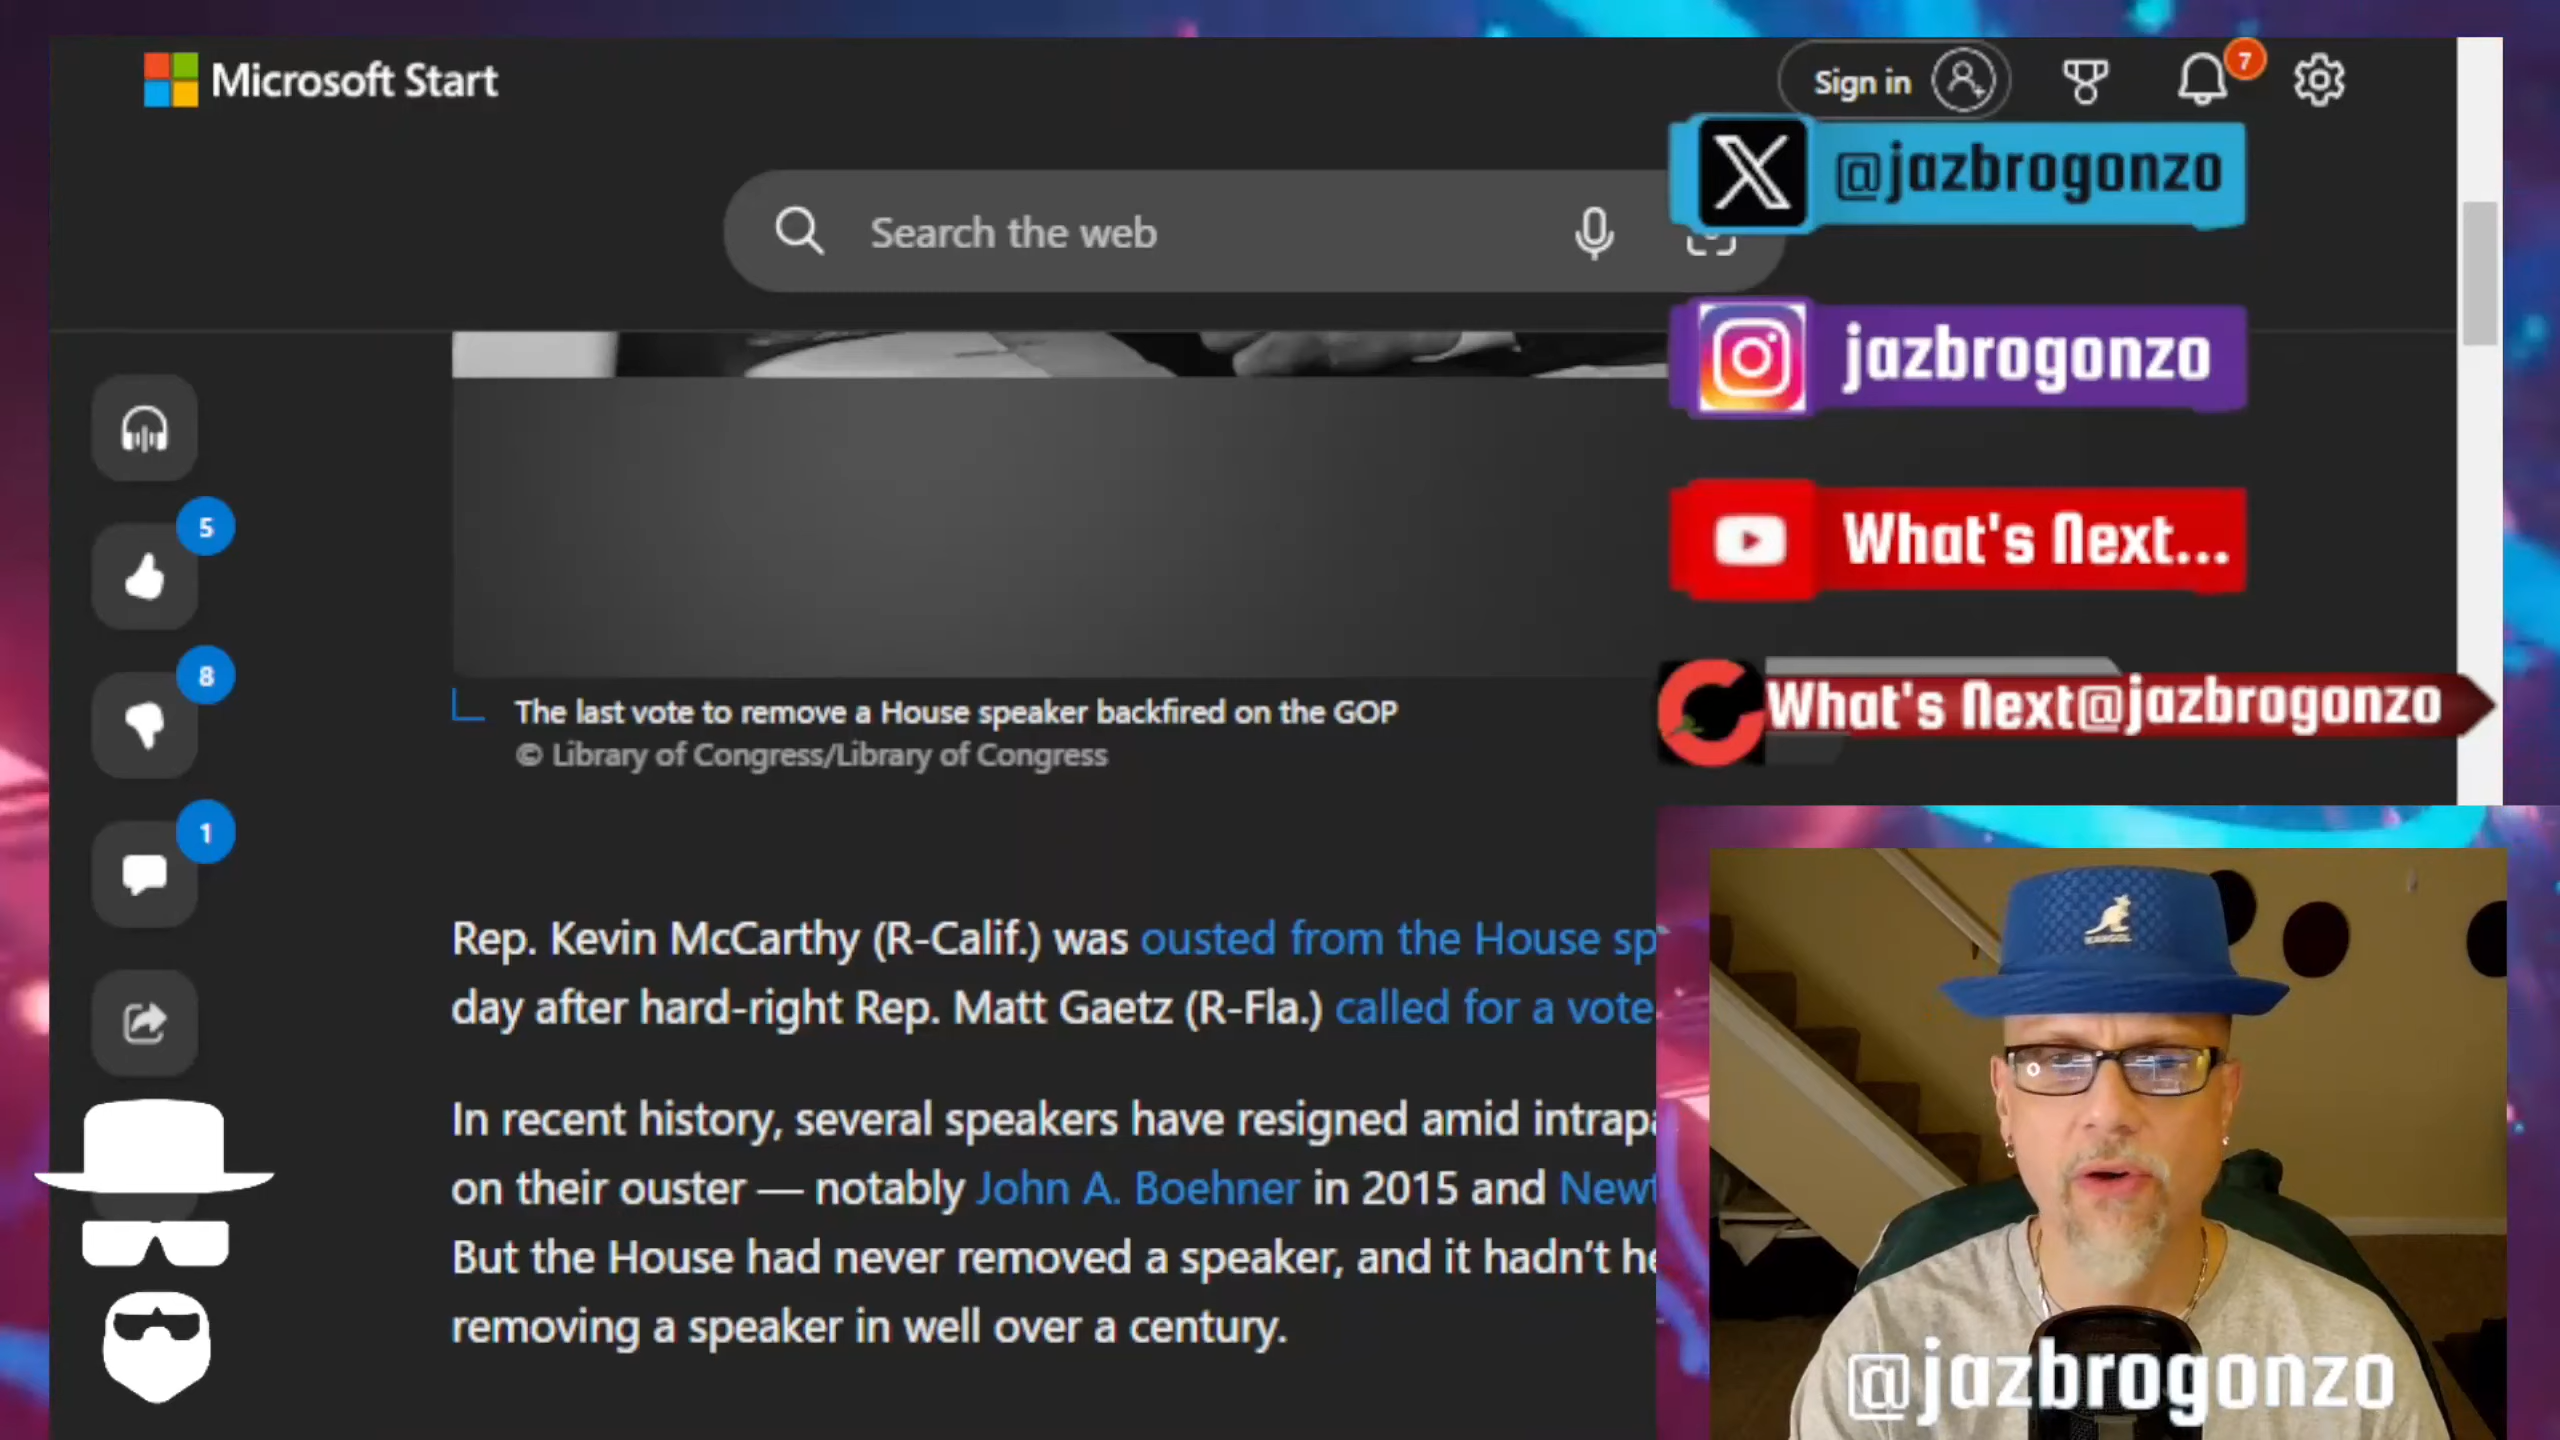 Microsoft Start
Sign in
7
@jazbrogonzo
Search the web
jazbrogonzo
5
What's Next...
8
The last vote to remove a House speaker backfired on the GOP
What's Next@jazbrogonzo
© Library of Congress/Library of Congress
1
Rep. Kevin McCarthy (R-Calif.) was ousted from the House sp
day after hard-right Rep. Matt Gaetz (R-Fla.) called for a vote
In recent history, several speakers have resigned amid intrapa
on their ouster — notably John A. Boehner in 2015 and Newt
But the House had never removed a speaker, and it hadn't he
removing a speaker in well over a century.
KANGOL
@jazbrogonzo